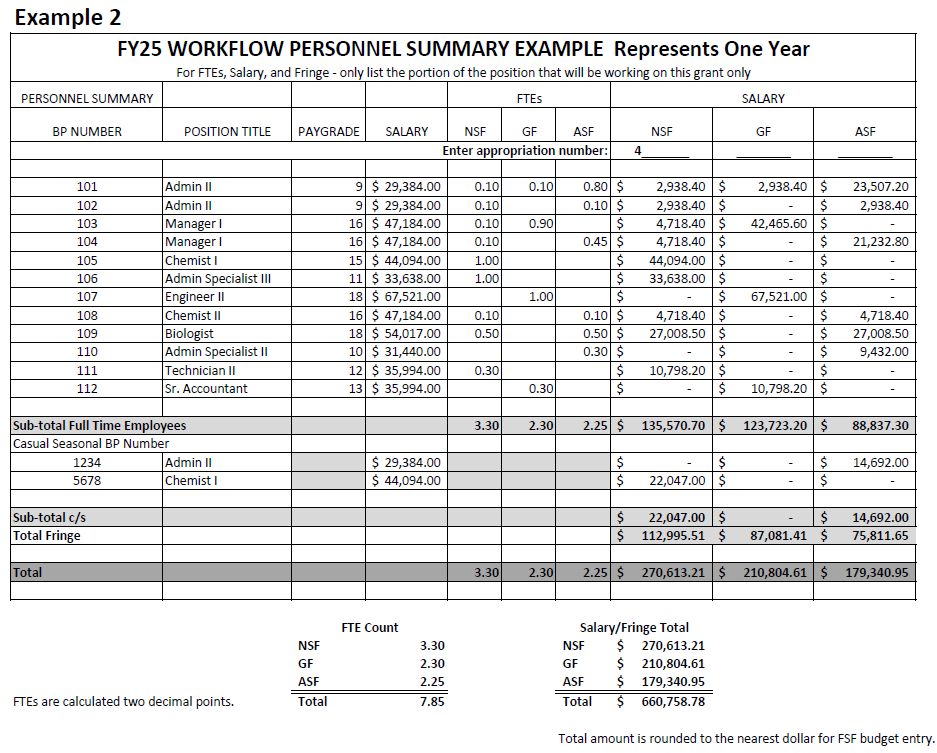 Example 2
FY25 WORKFLOW PERSONNEL SUMMARY EXAMPLE Represents One Year
For FTEs, Salary, and Fringe - only list the portion of the position that will be working on this grant only
PERSONNEL SUMMARY FTEs SALARY
BP NUMBER POSITION TITLE PAYGRADE SALARY NSF GF ASF NSF GF ASF
Enter appropriation number: 4_______ ________ ________
101 Admin II 9 $ 29,384.00 0.10 0.10 0.80 $ 2,938.40 $ 2,938.40 $ 23,507.20
102 Admin II 9 $ 29,384.00 0.10 0.10 $ 2,938.40 $ - $ 2,938.40
103 Manager I 16 $ 47,184.00 0.10 0.90 $ 4,718.40 $ 42,465.60 $ -
104 Manager I 16 $ 47,184.00 0.10 0.45 $ 4,718.40 $ - $ 21,232.80
105 Chemist I 15 $ 44,094.00 1.00 $ 44,094.00 $ - $ -
106 Admin Specialist III 11 $ 33,638.00 1.00 $ 33,638.00 $ - $ -
107 Engineer II 18 $ 67,521.00 1.00 $ - $ 67,521.00 $ -
108 Chemist II 16 $ 47,184.00 0.10 0.10 $ 4,718.40 $ - $ 4,718.40
109 Biologist 18 $ 54,017.00 0.50 0.50 $ 27,008.50 $ - $ 27,008.50
110 Admin Specialist II 10 $ 31,440.00 0.30 $ - $ - $ 9,432.00
111 Technician II 12 $ 35,994.00 0.30 $ 10,798.20 $ - $ -
112 Sr. Accountant 13 $ 35,994.00 0.30 $ - $ 10,798.20 $ -
Sub-total Full Time Employees 3.30 2.30 2.25 $ 135,570.70 $ 123,723.20 $ 88,837.30
Casual Seasonal BP Number
1234 Admin II $ 29,384.00 $ - $ - $ 14,692.00
5678 Chemist I $ 44,094.00 $ 22,047.00 $ - $ -
Sub-total c/s $ 22,047.00 $ - $ 14,692.00
Total Fringe $ 112,995.51 $ 87,081.41 $ 75,811.65
Total 3.30 2.30 2.25 $ 270,613.21 $ 210,804.61 $ 179,340.95
FTE Count Salary/Fringe Total
NSF 3.30 NSF $ 270,613.21
GF 2.30 GF $ 210,804.61
ASF 2.25 ASF $ 179,340.95
FTEs are calculated two decimal points. Total 7.85 Total $ 660,758.78
Total amount is rounded to the nearest dollar for FSF budget entry.